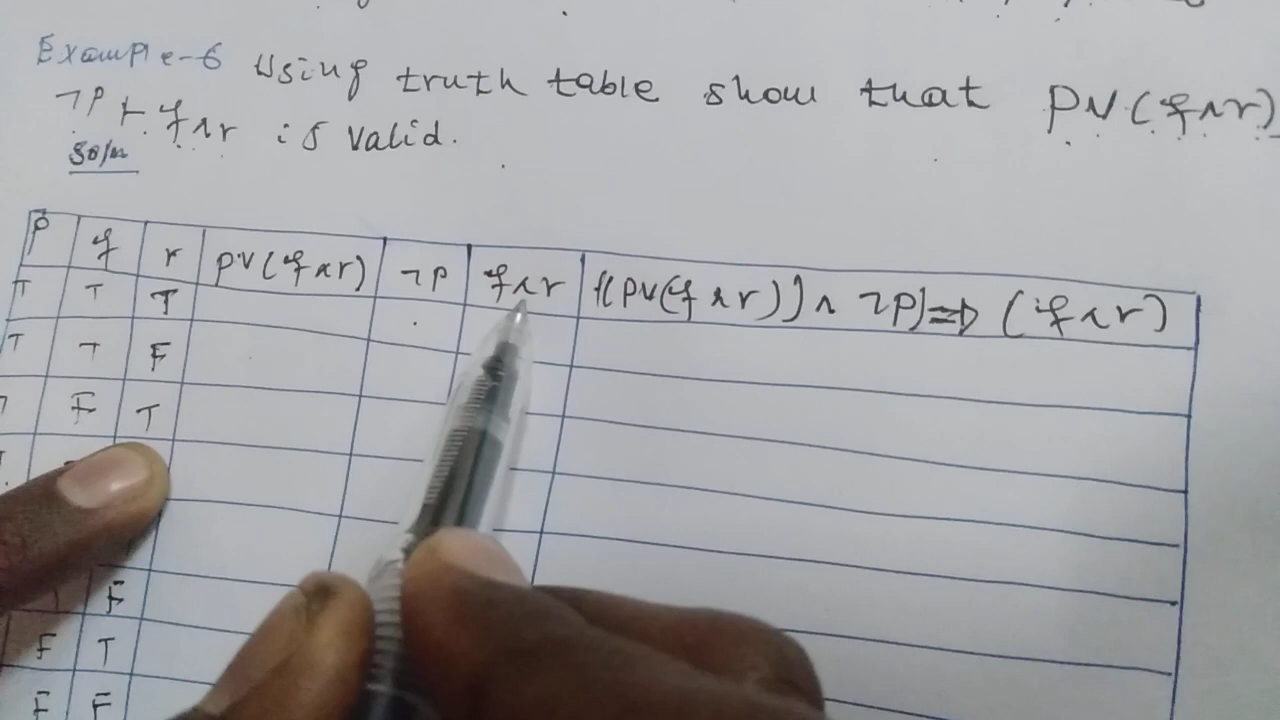 Example-6 Using truth table show that P∨(q∧r)
¬P ⊢ q∧r is valid.
Soln
P q r P∨(q∧r) ¬P q∧r [(P∨(q∧r))∧ ¬P]⇒ (q∧r)
T T T
T T F
T F T
F
F T
F F